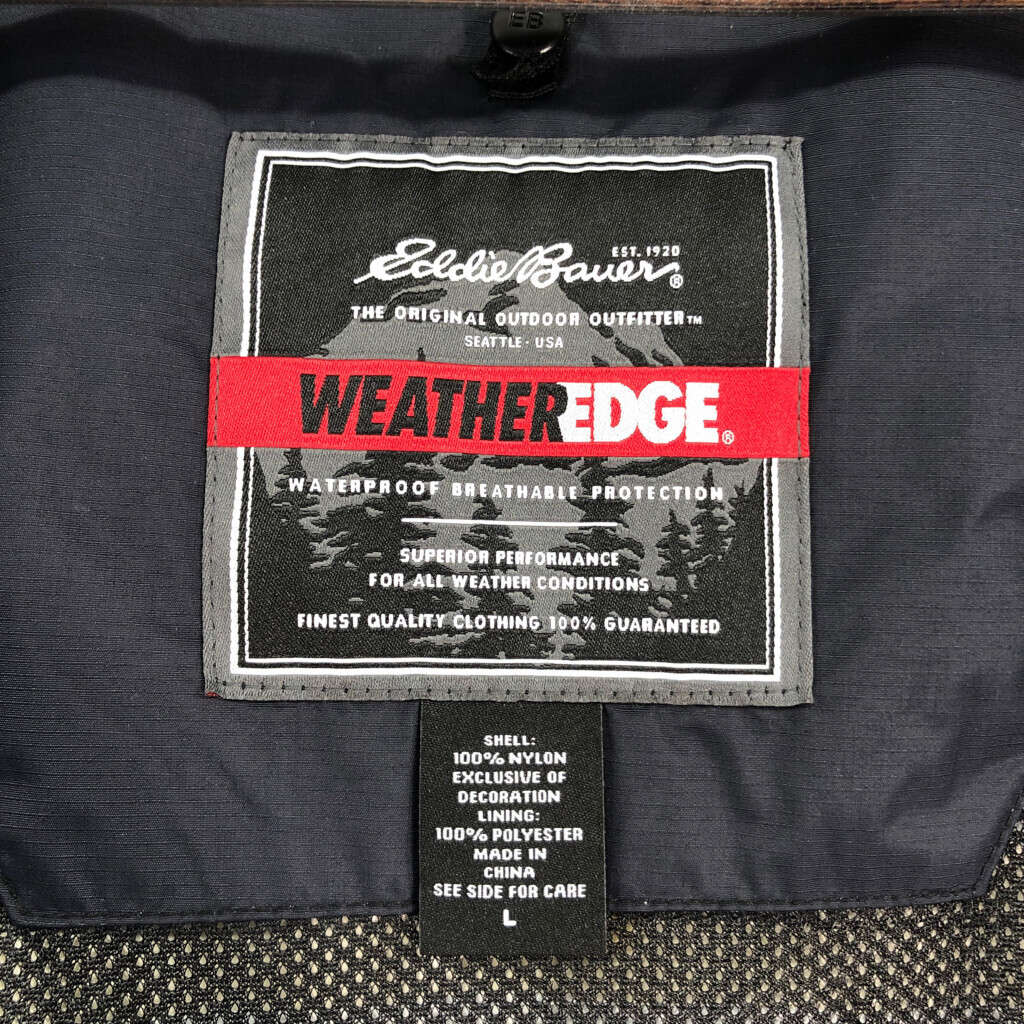 EB
EST. 1920
Eddie Bauer®
THE ORIGINAL OUTDOOR OUTFITTER™
SEATTLE · USA
WEATHEREDGE®
WATERPROOF BREATHABLE PROTECTION
SUPERIOR PERFORMANCE
FOR ALL WEATHER CONDITIONS
FINEST QUALITY CLOTHING 100% GUARANTEED
SHELL:
100% NYLON
EXCLUSIVE OF
DECORATION
LINING:
100% POLYESTER
MADE IN
CHINA
SEE SIDE FOR CARE
L